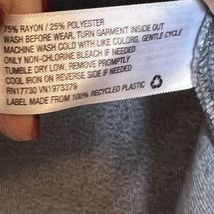 75% RAYON / 25% POLYESTER
WASH BEFORE WEAR, TURN GARMENT INSIDE OUT
MACHINE WASH COLD WITH LIKE COLORS, GENTLE CYCLE
ONLY NON-CHLORINE BLEACH IF NEEDED
TUMBLE DRY LOW, REMOVE PROMPTLY
COOL IRON ON REVERSE SIDE IF NEEDED
RN17730 VN1973379
LABEL MADE FROM 100% RECYCLED PLASTIC